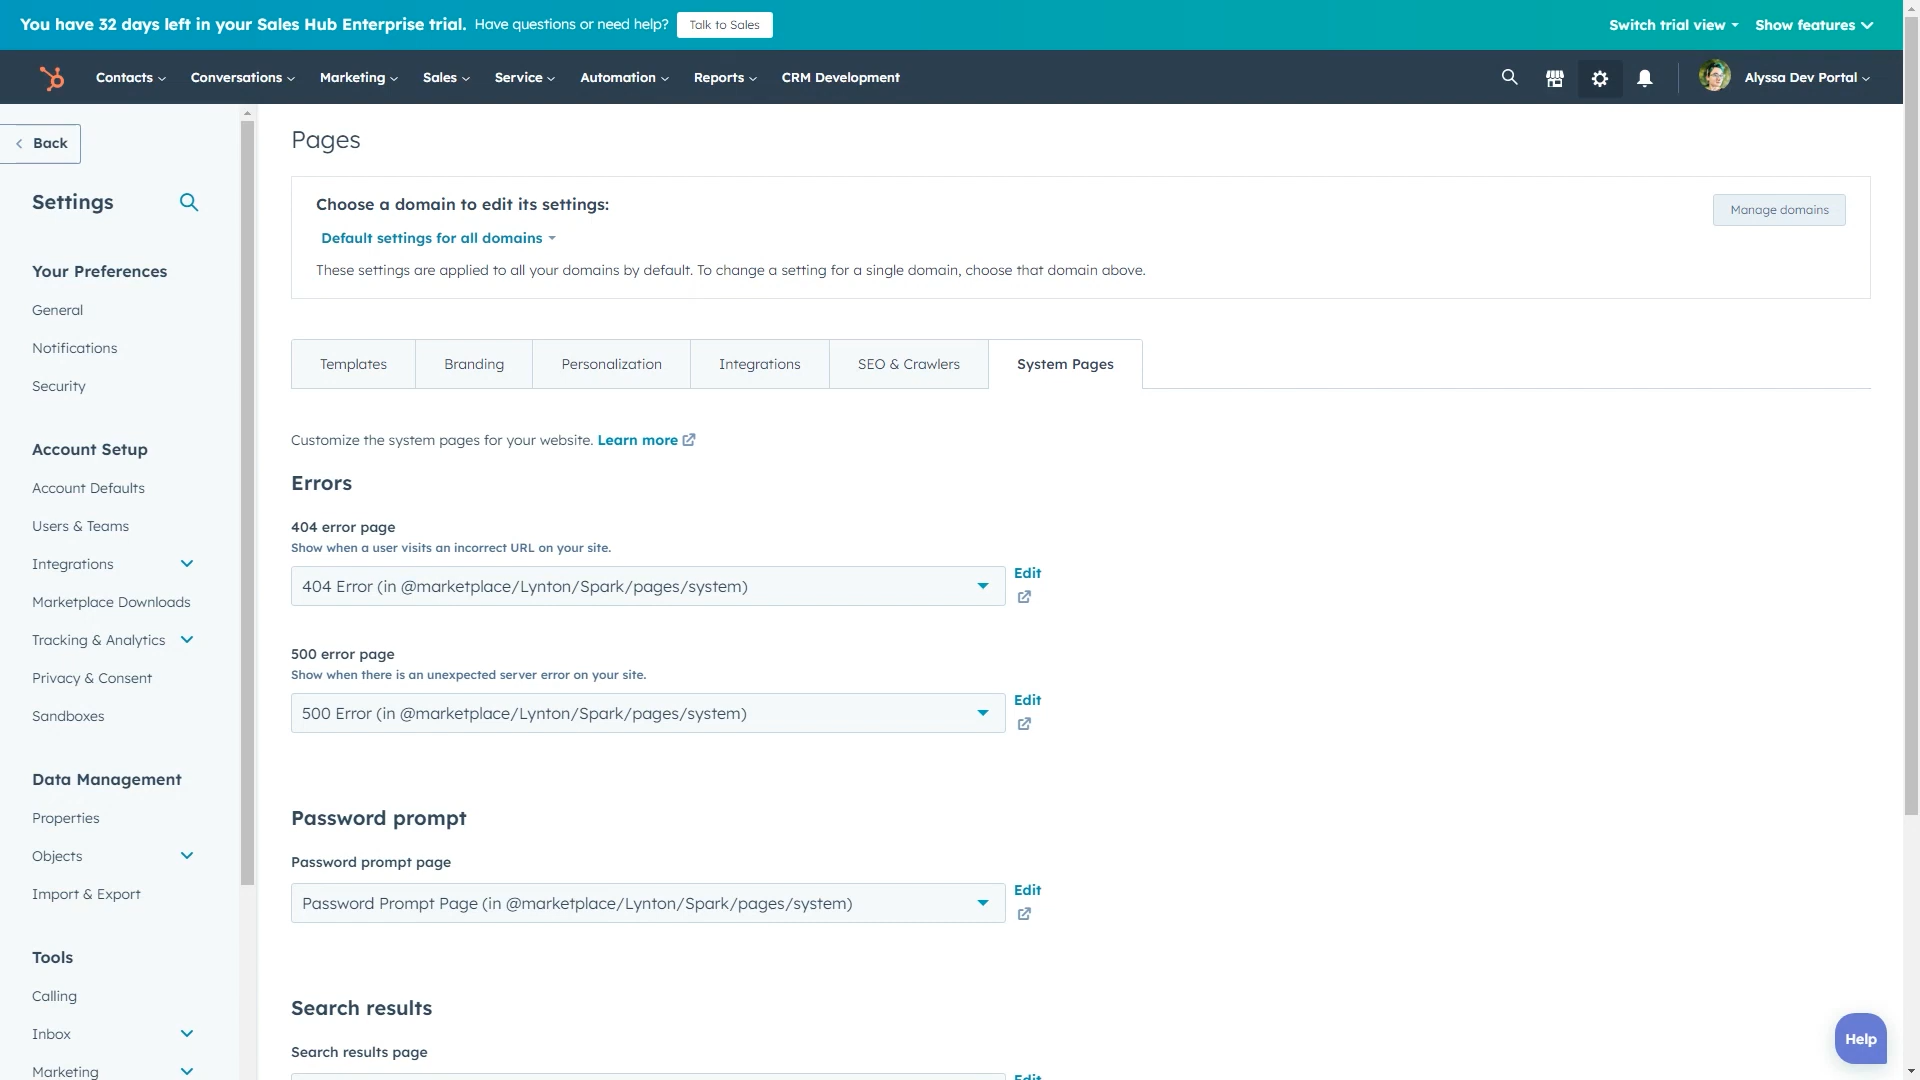 You have 32 days left in your Sales Hub Enterprise trial. Have questions or need help? Talk to Sales Switch trial view Show features
Contacts Conversations Marketing Sales Service Automation Reports CRM Development Alyssa Dev Portal
Back
Settings
Your Preferences
General
Notifications
Security
Account Setup
Account Defaults
Users & Teams
Integrations
Marketplace Downloads
Tracking & Analytics
Privacy & Consent
Sandboxes
Data Management
Properties
Objects
Import & Export
Tools
Calling
Inbox
Marketing
Pages
Choose a domain to edit its settings:
Manage domains
Default settings for all domains
These settings are applied to all your domains by default. To change a setting for a single domain, choose that domain above.
Templates Branding Personalization Integrations SEO & Crawlers System Pages
Customize the system pages for your website. Learn more
Errors
404 error page
Show when a user visits an incorrect URL on your site.
404 Error (in @marketplace/Lynton/Spark/pages/system) Edit
500 error page
Show when there is an unexpected server error on your site.
500 Error (in @marketplace/Lynton/Spark/pages/system) Edit
Password prompt
Password prompt page
Password Prompt Page (in @marketplace/Lynton/Spark/pages/system) Edit
Search results
Search results page
Edit
Help